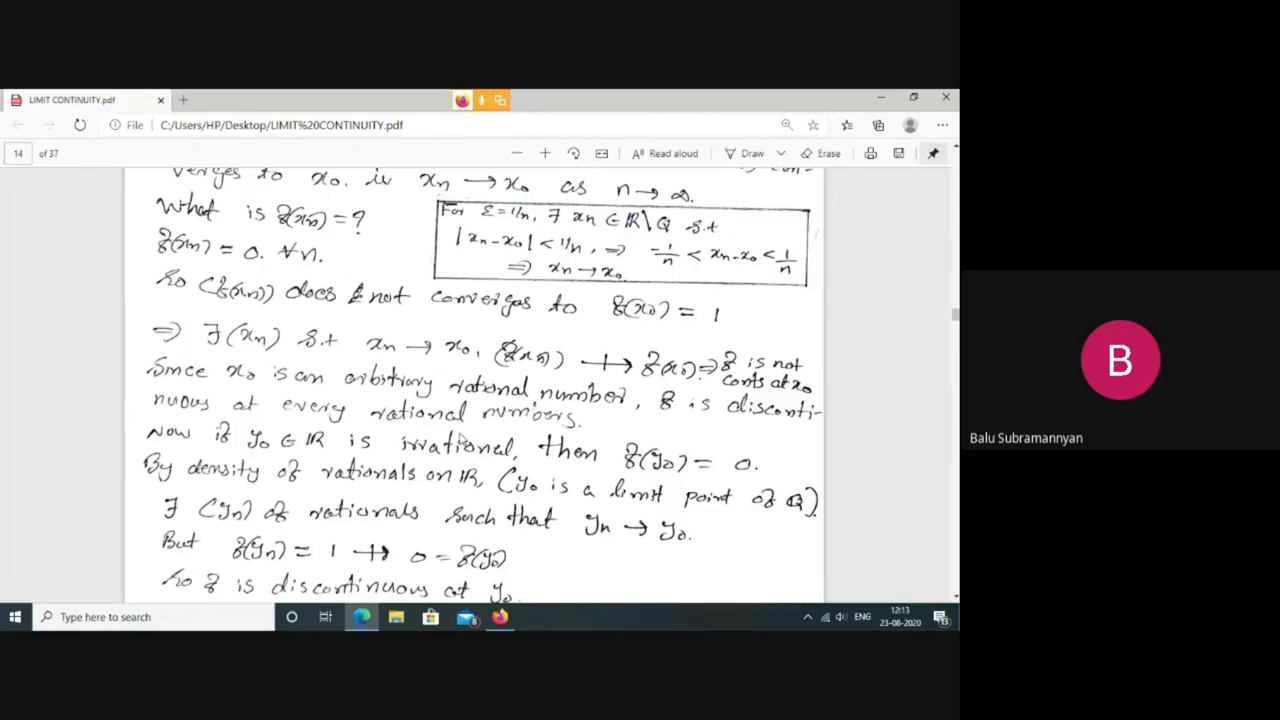 LIMIT CONTINUITY.pdf
File C:/Users/HP/Desktop/LIMIT%20CONTINUITY.pdf
14 of 37 Read aloud Draw Erase
verges to x₀. ie xₙ → x₀ as n → ∞.
What is f(xₙ) = ?
For ε = 1/n, ∃ xₙ ∈ ℝ\Q s.t
|xₙ - x₀| < 1/n, ⇒ -1/n < xₙ - x₀ < 1/n
⇒ xₙ → x₀
f(xₙ) = 0. ∀n.
So (f(xₙ)) does not converges to f(x₀) = 1
⇒ ∃ (xₙ) s.t xₙ → x₀, (f(xₙ)) ↛ f(x₀) ⇒ f is not
conts at x₀
Since x₀ is an arbitrary rational number, f is disconti-
nuous at every rational numbers.
Now if y₀ ∈ ℝ is irrational, then f(y₀) = 0.
By density of rationals on ℝ, (y₀ is a limit point of Q)
∃ (yₙ) of rationals such that yₙ → y₀.
But f(yₙ) = 1 ↛ 0 = f(y₀)
So f is discontinuous at y₀.
B
Balu Subramannyan
Type here to search
8
ENG
12:13
23-08-2020
13